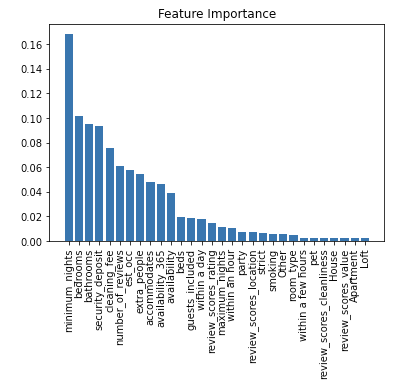 Feature Importance
0.16
0.14
0.12
0.10
0.08
0.06
0.04
0.02
0.00
minimum_nights
bedrooms
bathrooms
security_deposit
cleaning_fee
number_of_reviews
est_occ
extra_people
accommodates
availability_365
availability
beds
guests_included
within a day
review_scores_rating
maximum_nights
within an hour
party
review_scores_location
strict
smoking
Other
room_type
within a few hours
pet
review_scores_cleanliness
House
review_scores_value
Apartment
Loft